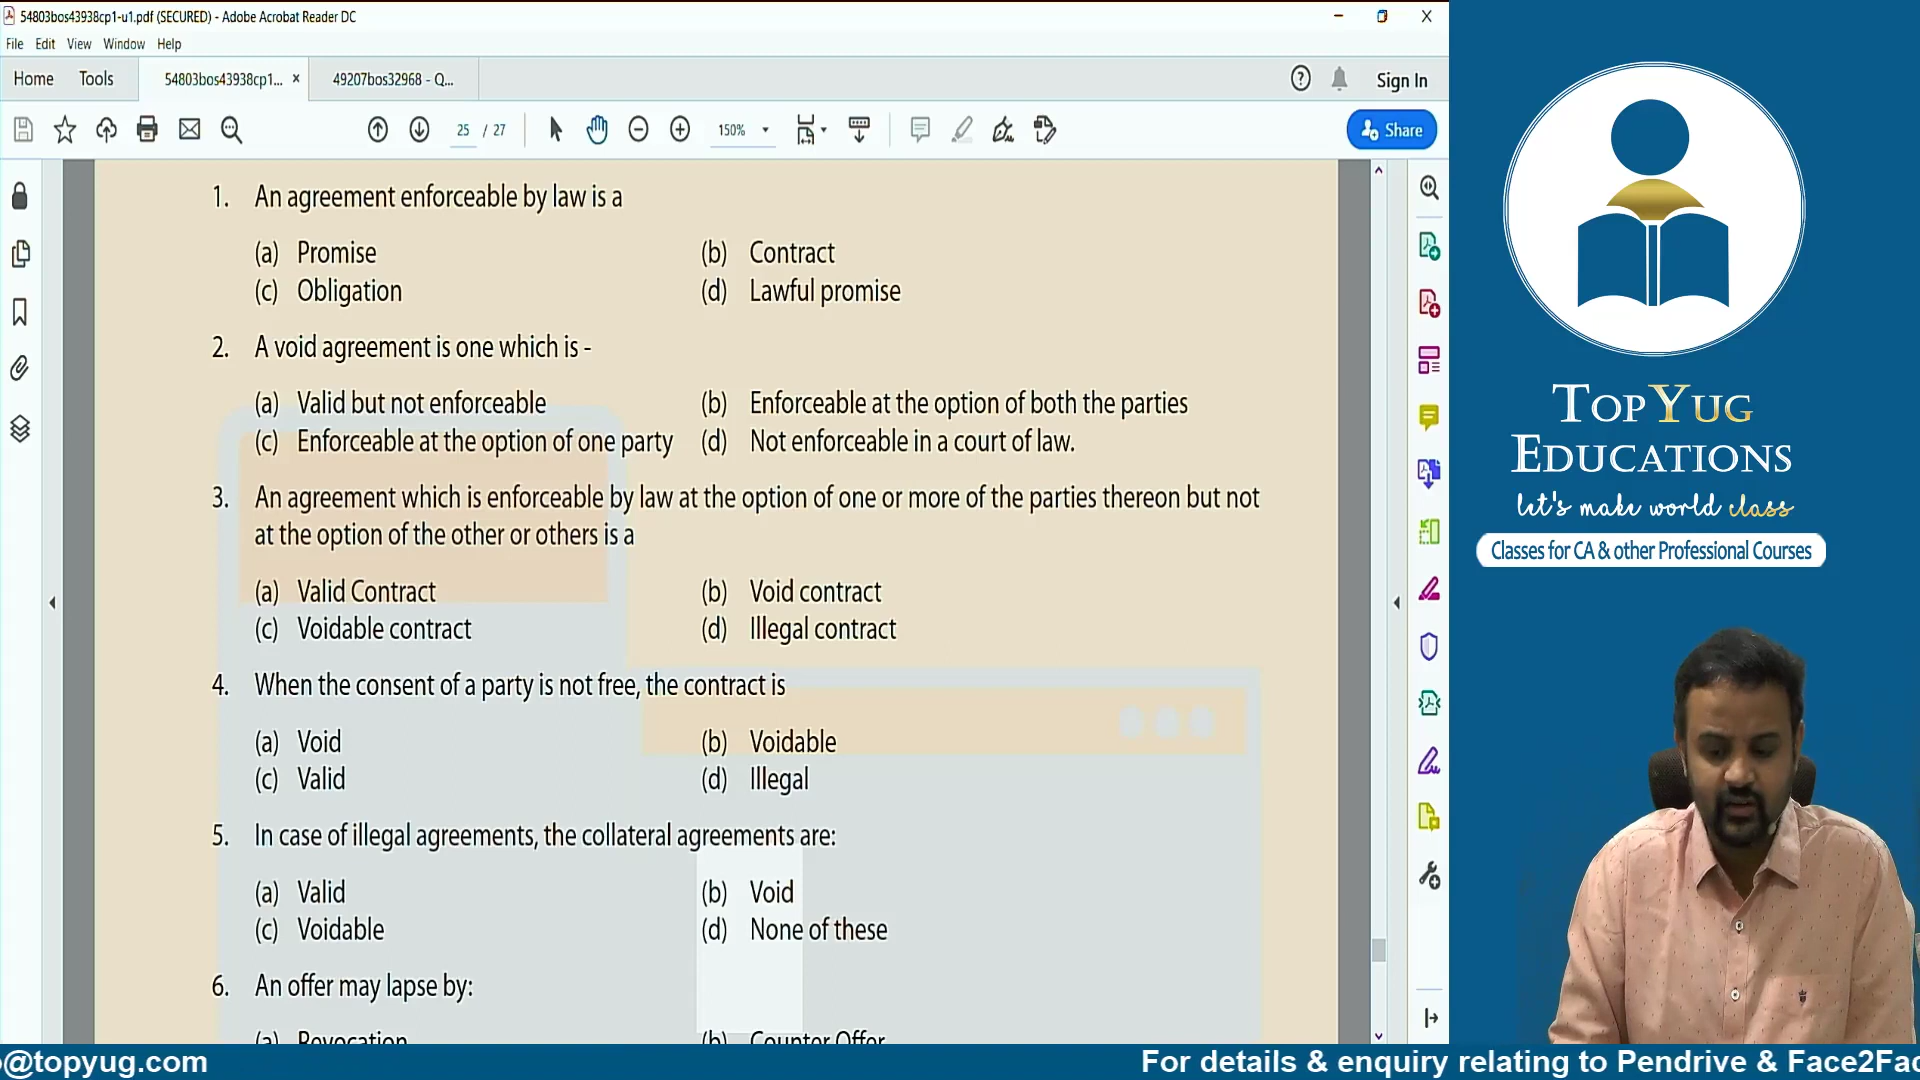 54803bos43938cp1-u1.pdf (SECURED) - Adobe Acrobat Reader DC
File Edit View Window Help
Home Tools 54803bos43938cp1... × 49207bos32968 - Q... Sign In
25 / 27 150% Share
1. An agreement enforceable by law is a
(a) Promise (b) Contract
(c) Obligation (d) Lawful promise
2. A void agreement is one which is -
(a) Valid but not enforceable (b) Enforceable at the option of both the parties
(c) Enforceable at the option of one party (d) Not enforceable in a court of law.
3. An agreement which is enforceable by law at the option of one or more of the parties thereon but not
at the option of the other or others is a
(a) Valid Contract (b) Void contract
(c) Voidable contract (d) Illegal contract
4. When the consent of a party is not free, the contract is
(a) Void (b) Voidable
(c) Valid (d) Illegal
5. In case of illegal agreements, the collateral agreements are:
(a) Valid (b) Void
(c) Voidable (d) None of these
6. An offer may lapse by:
(a) Revocation (b) Counter Offer
TOPYUG
EDUCATIONS
let's make world class
Classes for CA & other Professional Courses
@topyug.com
For details & enquiry relating to Pendrive & Face2Fac